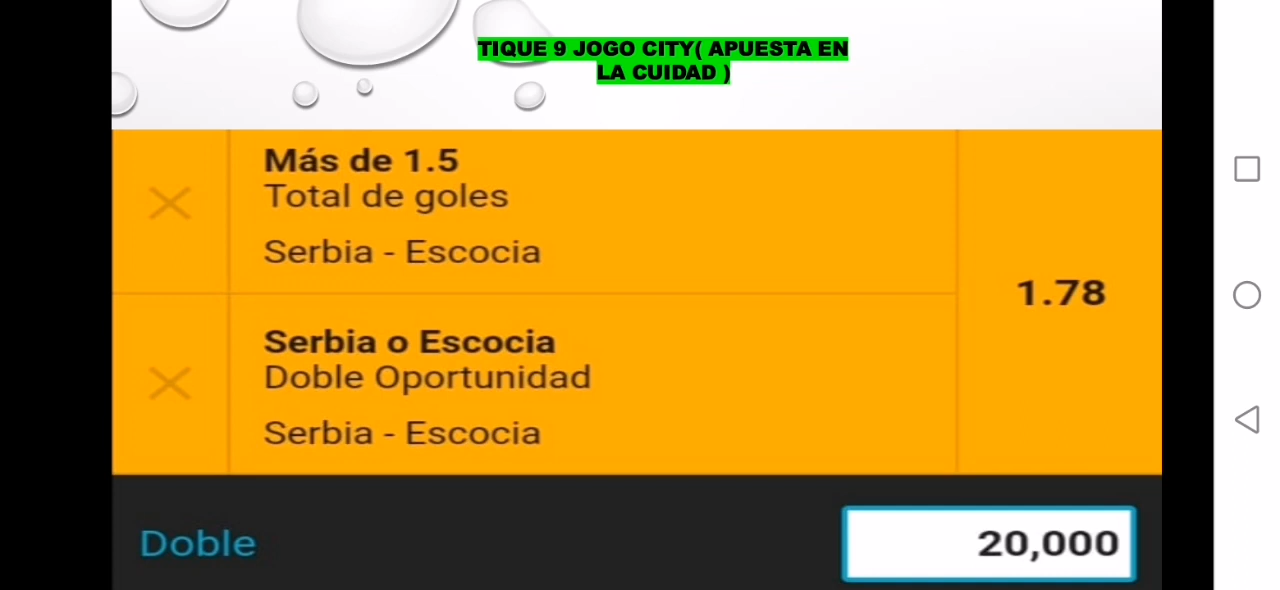 TIQUE 9 JOGO CITY( APUESTA EN
LA CUIDAD )
Más de 1.5
Total de goles
Serbia - Escocia
1.78
Serbia o Escocia
Doble Oportunidad
Serbia - Escocia
Doble
20,000